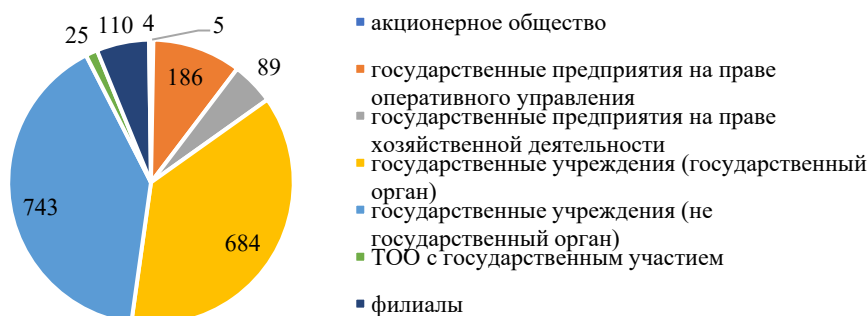 25
110
4
5
186
89
743
684
акционерное общество
государственные предприятия на праве
оперативного управления
государственные предприятия на праве
хозяйственной деятельности
государственные учреждения (государственный
орган)
государственные учреждения (не
государственный орган)
ТОО с государственным участием
филиалы